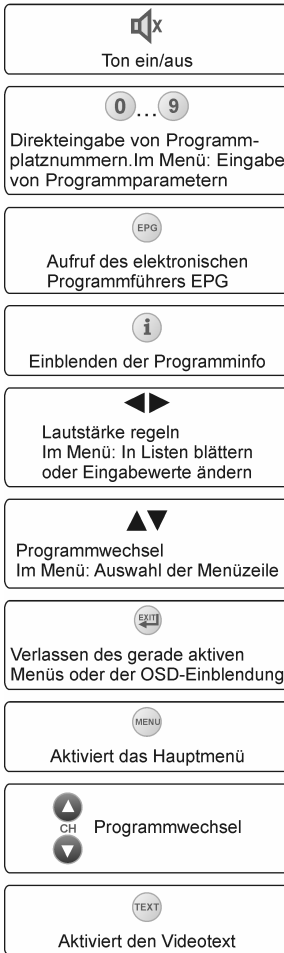 x
Ton ein/aus
0 ... 9
Direkteingabe von Programm-
platznummern.Im Menü: Eingabe
von Programmparametern
EPG
Aufruf des elektronischen
Programmführers EPG
i
Einblenden der Programminfo
Lautstärke regeln
Im Menü: In Listen blättern
oder Eingabewerte ändern
Programmwechsel
Im Menü: Auswahl der Menüzeile
EXIT
Verlassen des gerade aktiven
Menüs oder der OSD-Einblendung
MENU
Aktiviert das Hauptmenü
CH Programmwechsel
TEXT
Aktiviert den Videotext